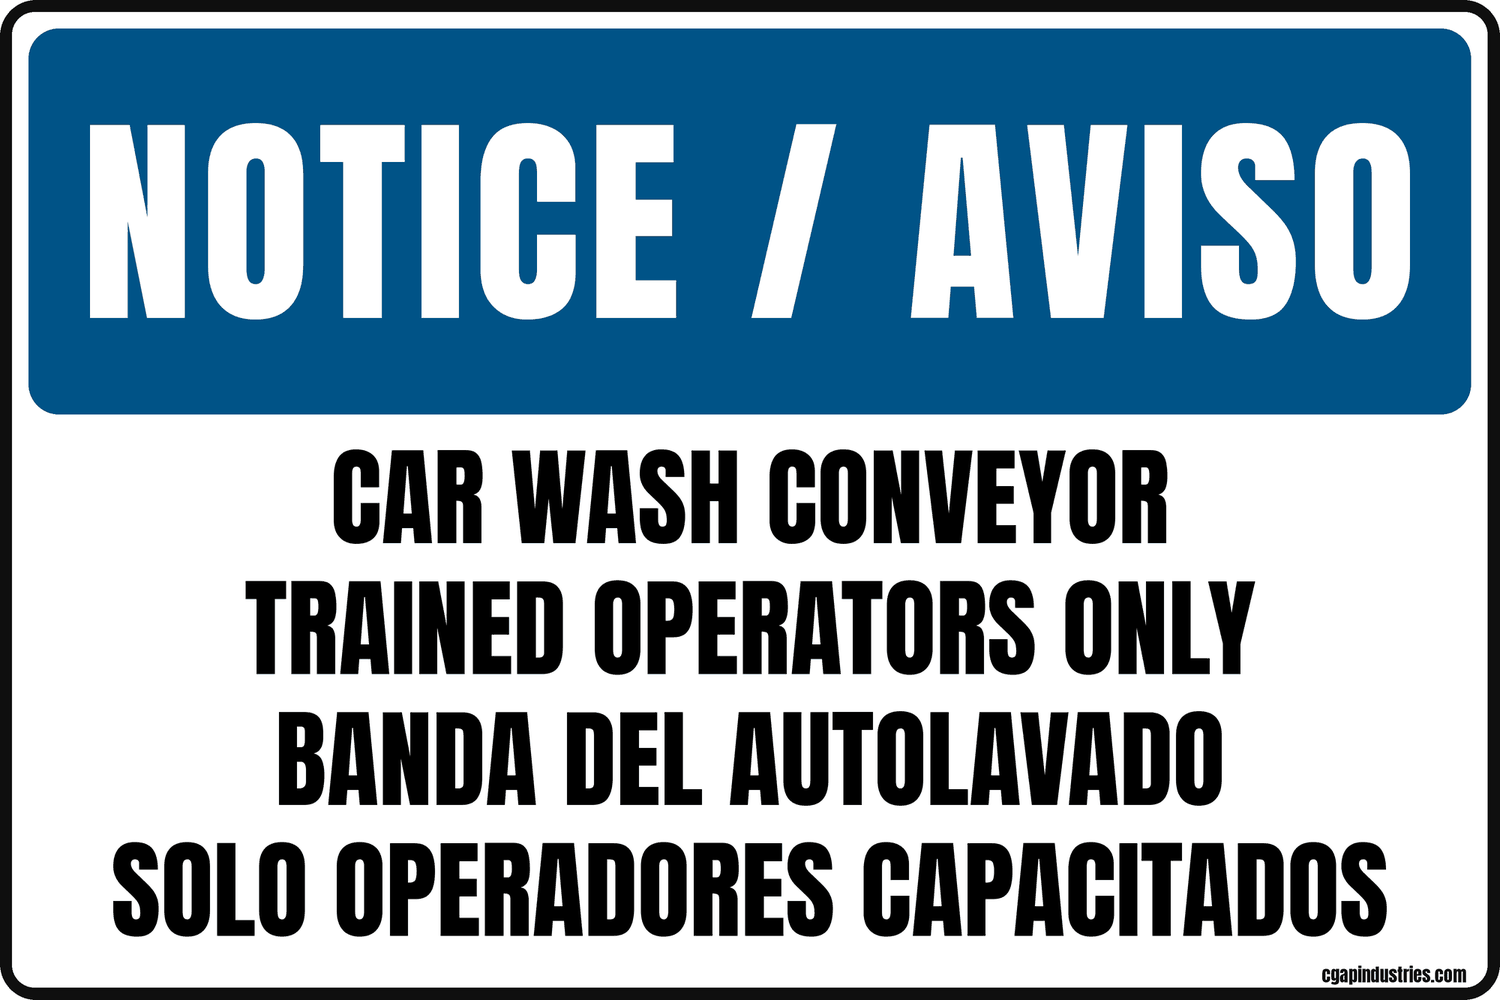 NOTICE / AVISO
CAR WASH CONVEYOR
TRAINED OPERATORS ONLY
BANDA DEL AUTOLAVADO
SOLO OPERADORES CAPACITADOS
cgapindustries.com